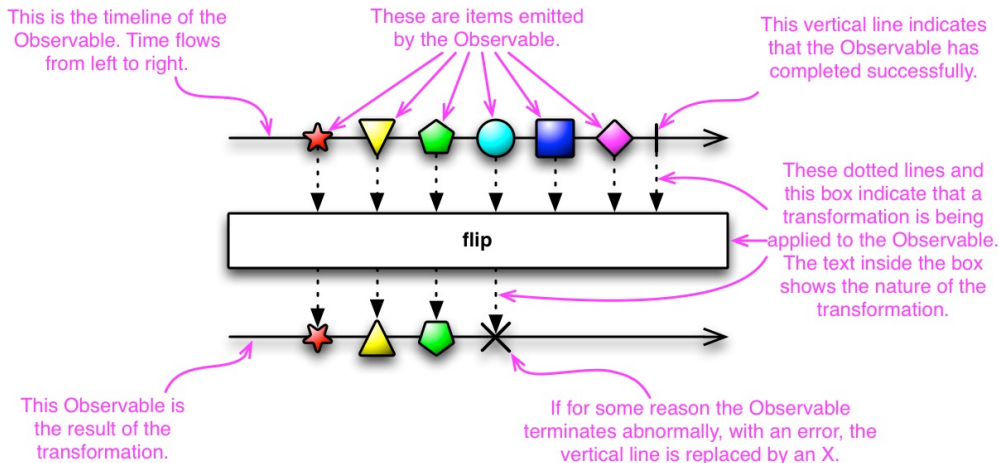 This is the timeline of the
Observable. Time flows
from left to right.
These are items emitted
by the Observable.
This vertical line indicates
that the Observable has
completed successfully.
These dotted lines and
this box indicate that a
transformation is being
applied to the Observable.
The text inside the box
shows the nature of the
transformation.
flip
This Observable is
the result of the
transformation.
If for some reason the Observable
terminates abnormally, with an error, the
vertical line is replaced by an X.